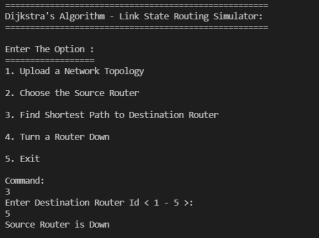 =====================================================
Dijkstra's Algorithm - Link State Routing Simulator:
=====================================================
Enter The Option :
==================
1. Upload a Network Topology
2. Choose the Source Router
3. Find Shortest Path to Destination Router
4. Turn a Router Down
5. Exit
Command:
3
Enter Destination Router Id < 1 - 5 >:
5
Source Router is Down